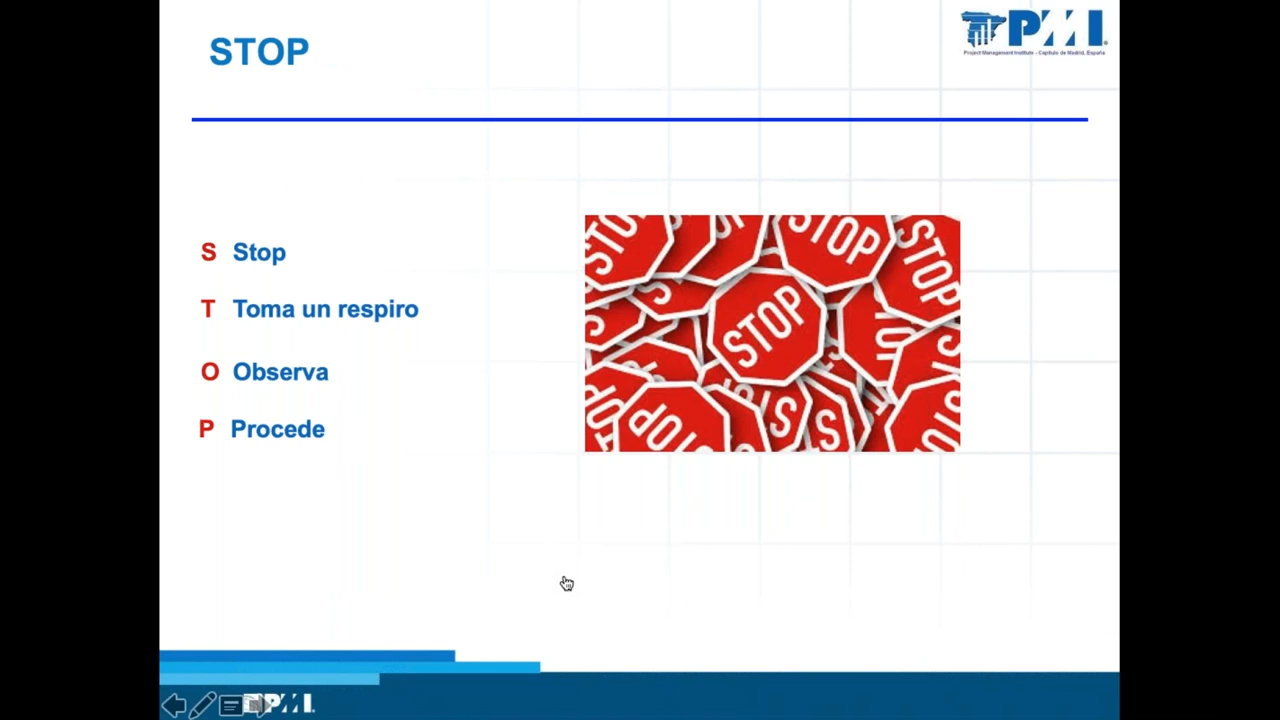 STOP
PMI
Project Management Institute - Capítulo de Madrid, España
S Stop
T Toma un respiro
O Observa
P Procede
STOP
STOP
STOP
STOP
PMI